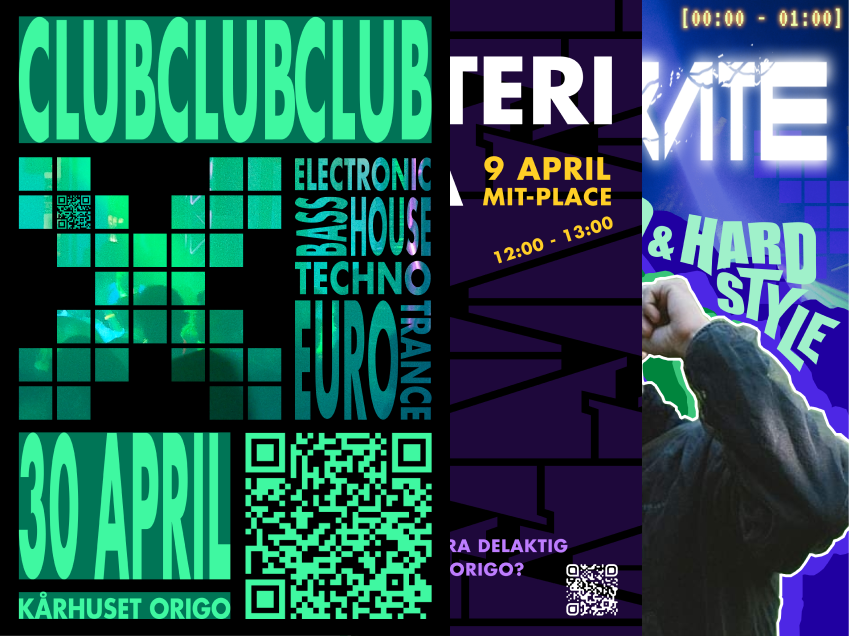 CLUBCLUBCLUB
ELECTRONIC
BASS
HOUSE
TECHNO
EURO
TRANCE
30 APRIL
KÅRHUSET ORIGO
TERI
A
9 APRIL
MIT-PLACE
12:00 - 13:00
RA DELAKTIG
ORIGO?
[00:00 - 01:00]
& HARD
STYLE